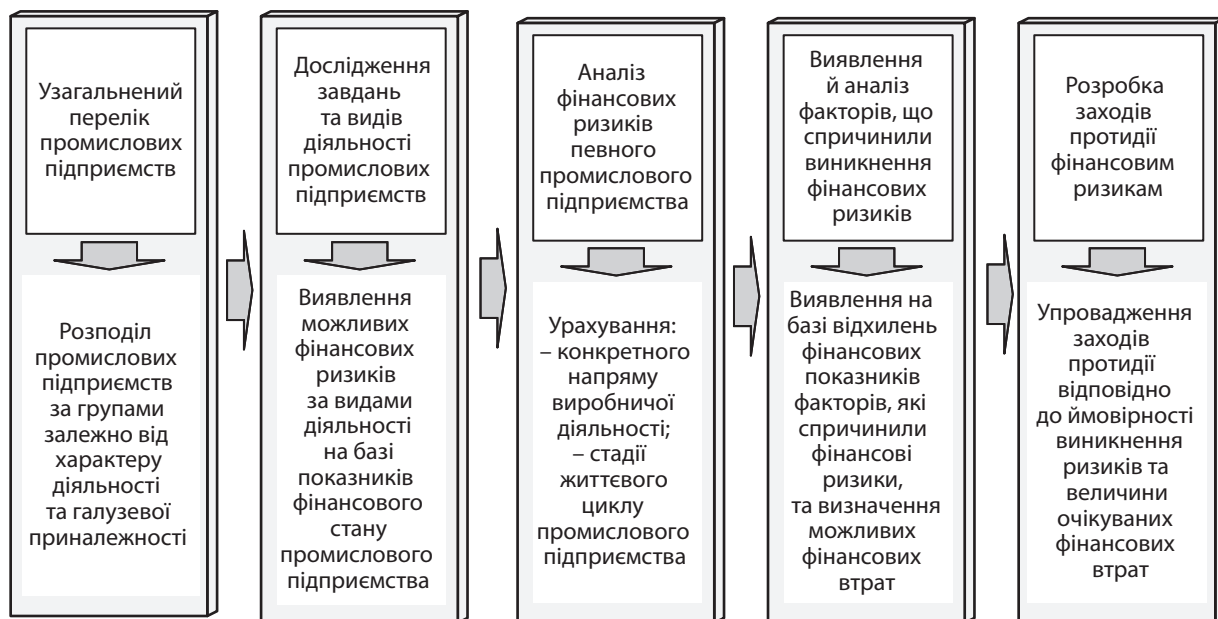 Узагальнений
перелік
промислових
підприємств
Розподіл
промислових
підприємств
за групами
залежно від
характеру
діяльності
та галузевої
приналежності
Дослідження
завдань
та видів
діяльності
промислових
підприємств
Виявлення
можливих
фінансових
ризиків
за видами
діяльності
на базі
показників
фінансового
стану
промислового
підприємства
Аналіз
фінансових
ризиків
певного
промислового
підприємства
Урахування:
– конкретного
напряму
виробничої
діяльності;
– стадії
життєвого
циклу
промислового
підприємства
Виявлення
й аналіз
факторів, що
спричинили
виникнення
фінансових
ризиків
Виявлення на
базі відхилень
фінансових
показників
факторів, які
спричинили
фінансові
ризики,
та визначення
можливих
фінансових
втрат
Розробка
заходів
протидії
фінансовим
ризикам
Упровадження
заходів
протидії
відповідно
до ймовірності
виникнення
ризиків та
величини
очікуваних
фінансових
втрат